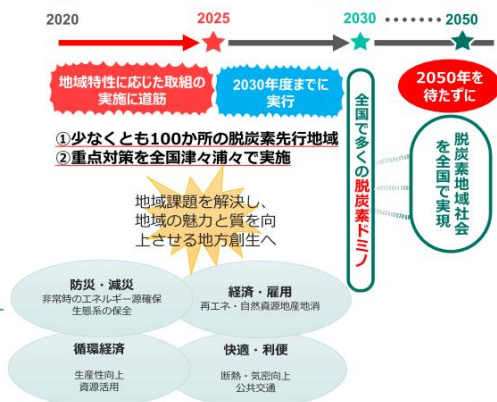 2020
2025
2030
2050
地域特性に応じた取組の
実施に道筋
2030年度までに
実行
2050年を
待たずに
①少なくとも100か所の脱炭素先行地域
②重点対策を全国津々浦々で実施
全国で多くの脱炭素ドミノ
脱炭素地域社会
を全国で実現
地域課題を解決し、
地域の魅力と質を向
上させる地方創生へ
防災・減災
非常時のエネルギー源確保
生態系の保全
経済・雇用
再エネ・自然資源地産地消
循環経済
生産性向上
資源活用
快適・利便
断熱・気密向上
公共交通